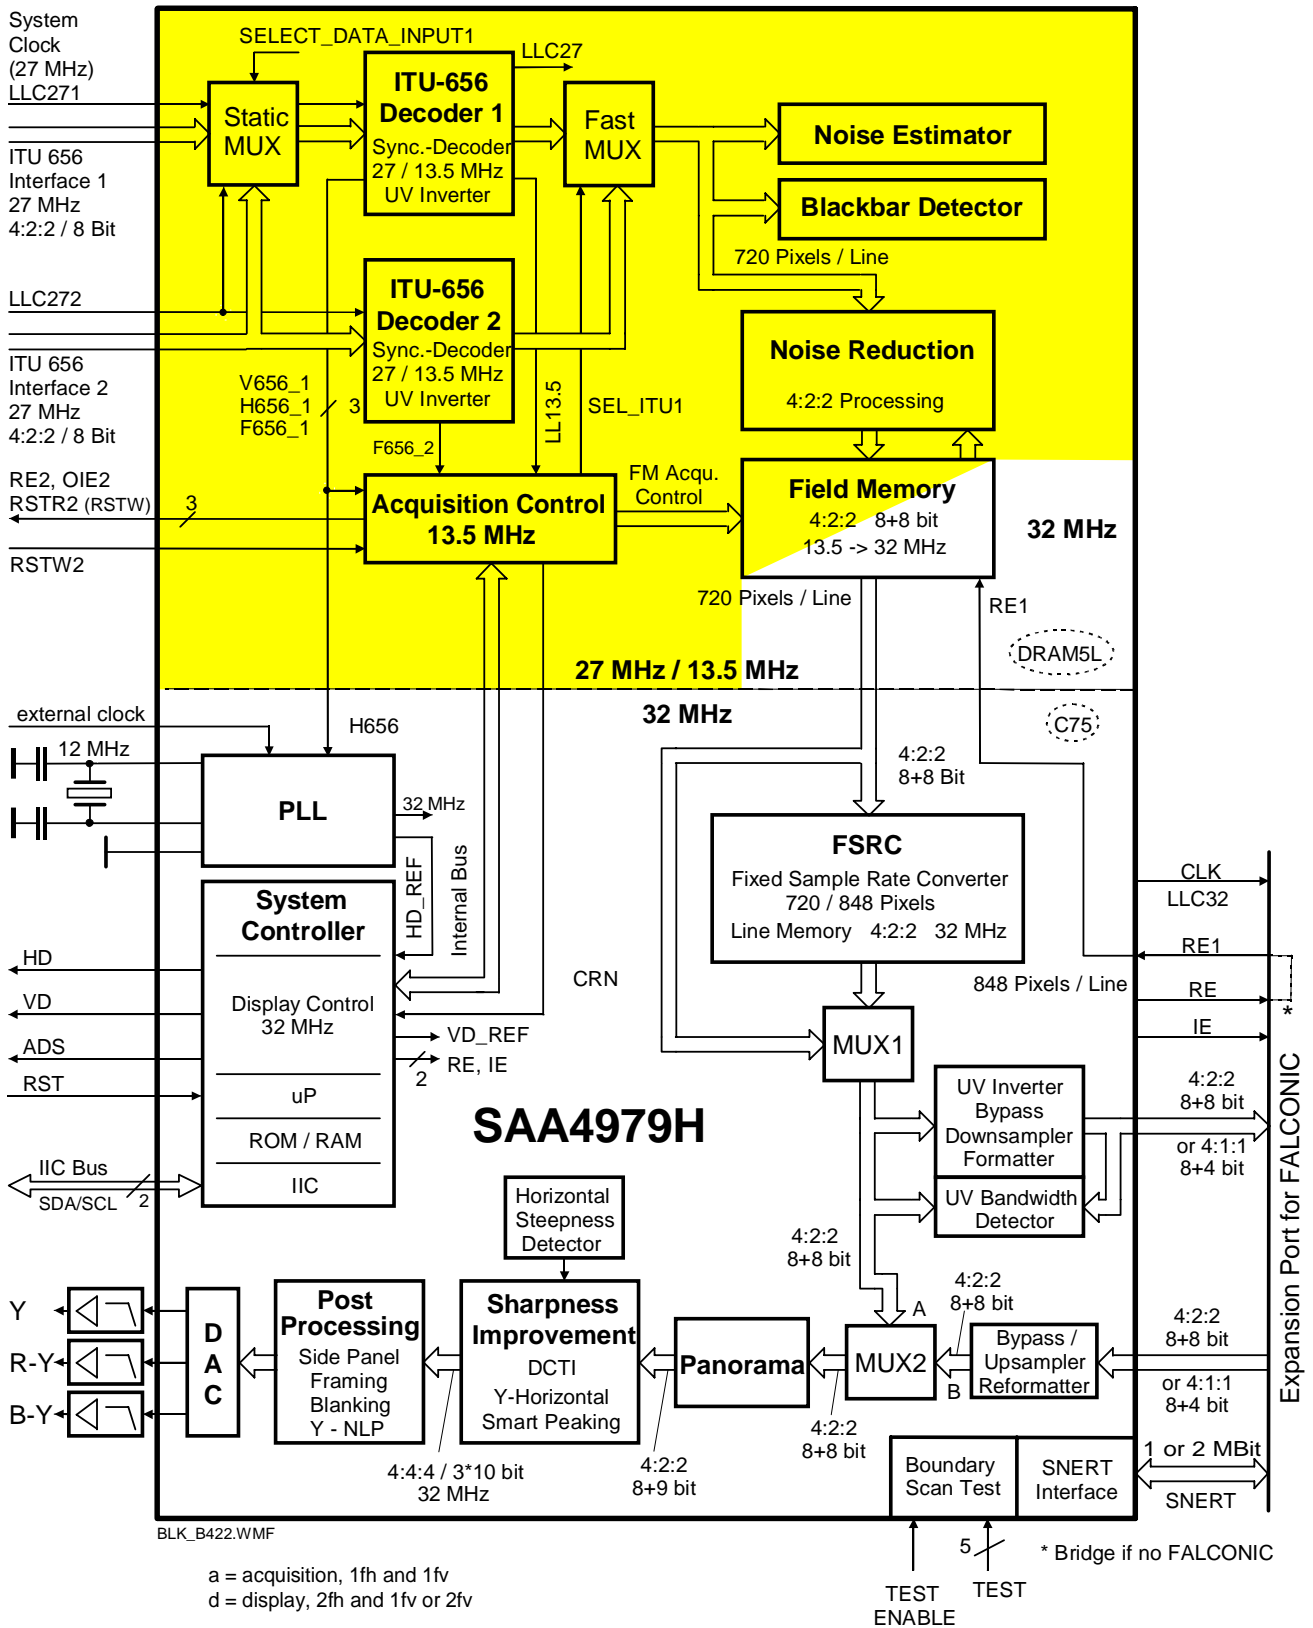 System
Clock
(27 MHz)
LLC271
ITU 656
Interface 1
27 MHz
4:2:2 / 8 Bit
LLC272
ITU 656
Interface 2
27 MHz
4:2:2 / 8 Bit
RE2, OIE2
RSTR2 (RSTW)
3
RSTW2
SELECT_DATA_INPUT1
LLC27
Static
MUX
ITU-656
Decoder 1
Sync.-Decoder
27 / 13.5 MHz
UV Inverter
Fast
MUX
Noise Estimator
Blackbar Detector
720 Pixels / Line
ITU-656
Decoder 2
Sync.-Decoder
27 / 13.5 MHz
UV Inverter
Noise Reduction
4:2:2 Processing
V656_1
H656_1
F656_1
3
F656_2
LL13.5
SEL_ITU1
Acquisition Control
13.5 MHz
FM Acqu.
Control
Field Memory
4:2:2 8+8 bit
13.5 -> 32 MHz
32 MHz
720 Pixels / Line
RE1
DRAM5L
27 MHz / 13.5 MHz
32 MHz
C75
external clock
H656
12 MHz
PLL
32 MHz
HD_REF
Internal Bus
4:2:2
8+8 Bit
FSRC
Fixed Sample Rate Converter
720 / 848 Pixels
Line Memory 4:2:2 32 MHz
CLK
LLC32
RE1
848 Pixels / Line
RE
*
IE
System
Controller
Display Control
32 MHz
uP
ROM / RAM
IIC
HD
VD
ADS
RST
IIC Bus
SDA/SCL
2
CRN
VD_REF
RE, IE
2
MUX1
SAA4979H
UV Inverter
Bypass
Downsampler
Formatter
UV Bandwidth
Detector
4:2:2
8+8 bit
or 4:1:1
8+4 bit
Expansion Port for FALCONIC
Horizontal
Steepness
Detector
4:2:2
8+8 bit
4:2:2
8+8 bit
A
B
Y
R-Y
B-Y
D
A
C
Post
Processing
Side Panel
Framing
Blanking
Y - NLP
Sharpness
Improvement
DCTI
Y-Horizontal
Smart Peaking
Panorama
MUX2
Bypass /
Upsampler
Reformatter
4:2:2
8+8 bit
or 4:1:1
8+4 bit
4:4:4 / 3*10 bit
32 MHz
4:2:2
8+9 bit
4:2:2
8+8 bit
Boundary
Scan Test
SNERT
Interface
1 or 2 MBit
SNERT
BLK_B422.WMF
5
* Bridge if no FALCONIC
a = acquisition, 1fh and 1fv
d = display, 2fh and 1fv or 2fv
TEST
ENABLE
TEST